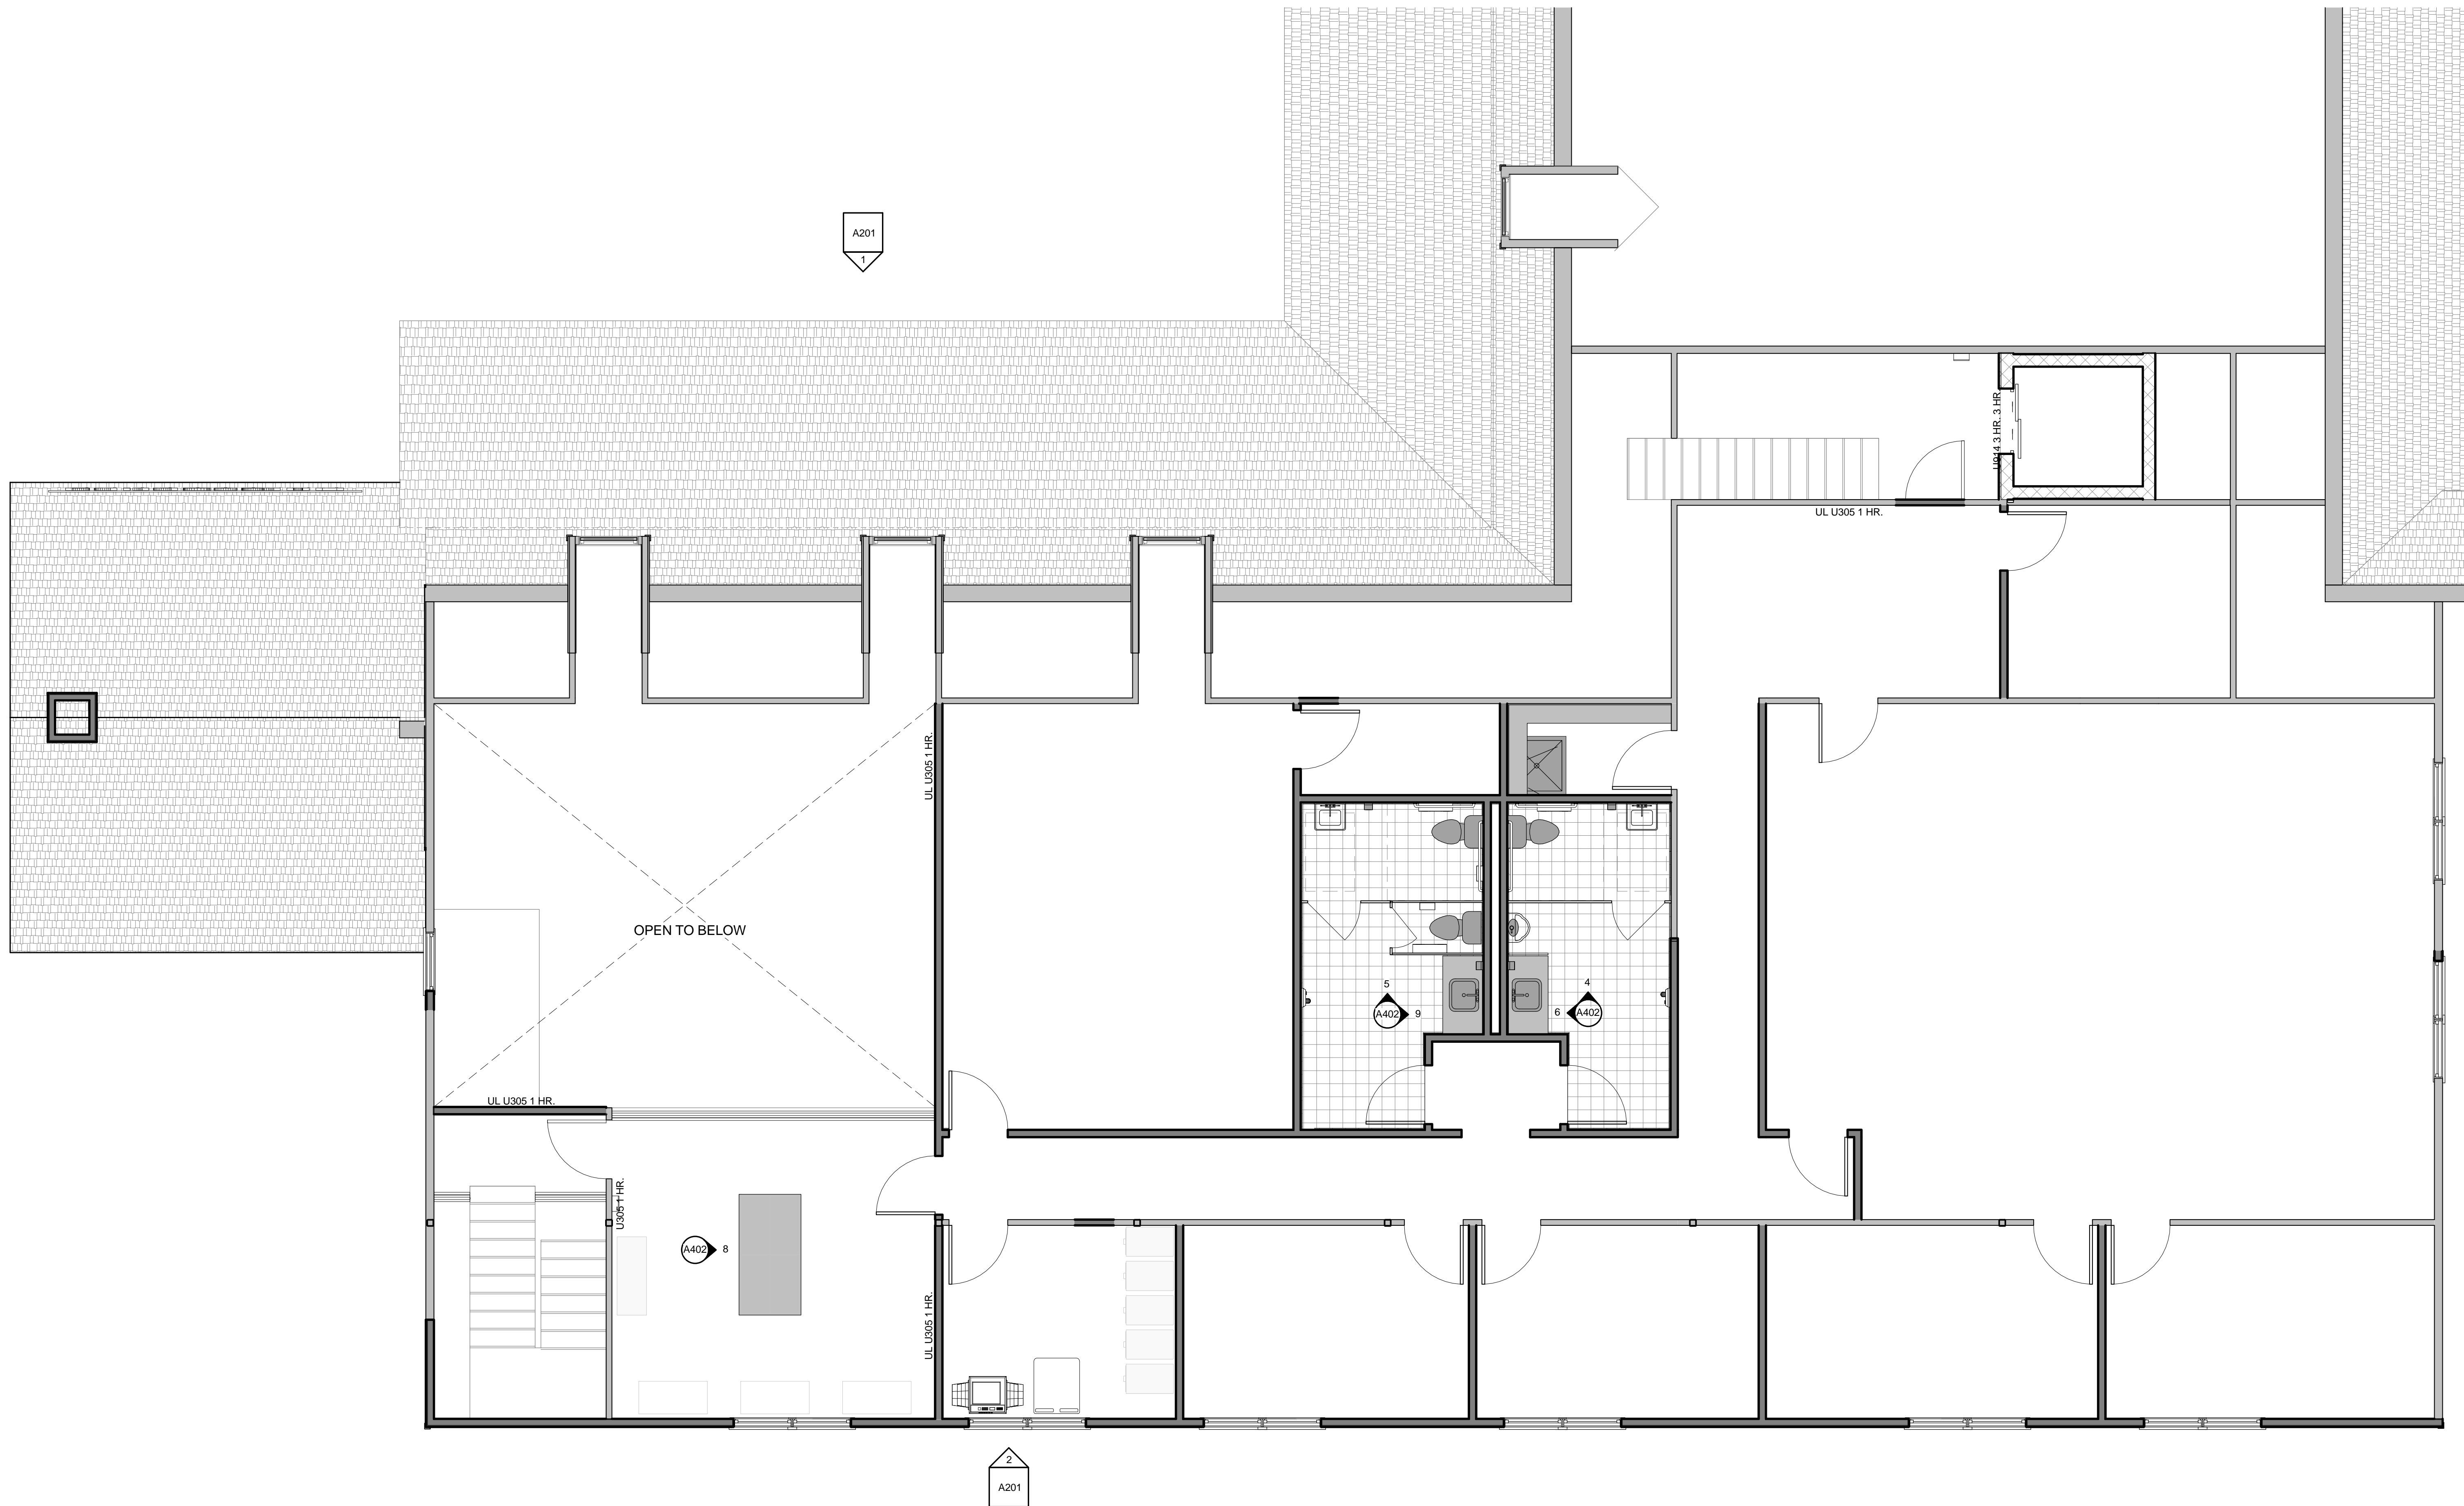 A201
1
U914 3 HR. 3 HR.
UL U305 1 HR.
UL U305 1 HR.
OPEN TO BELOW
5
4
A402
9
6
A402
UL U305 1 HR.
U305 1 HR.
A402
8
UL U305 1 HR.
2
A201